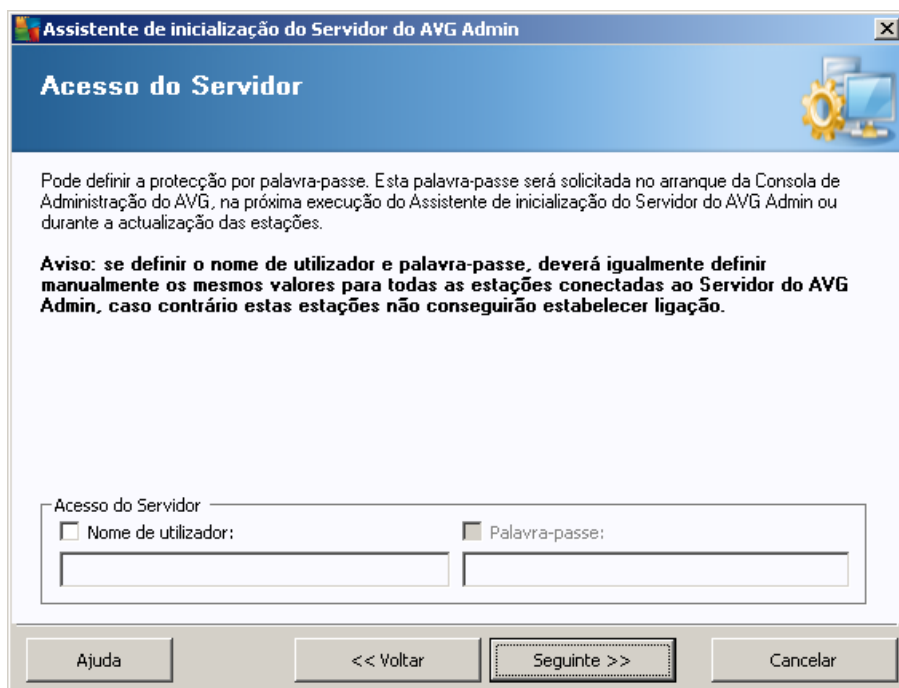 Assistente de inicialização do Servidor do AVG Admin
Acesso do Servidor
Pode definir a protecção por palavra-passe. Esta palavra-passe será solicitada no arranque da Consola de
Administração do AVG, na próxima execução do Assistente de inicialização do Servidor do AVG Admin ou
durante a actualização das estações.
Aviso: se definir o nome de utilizador e palavra-passe, deverá igualmente definir
manualmente os mesmos valores para todas as estações conectadas ao Servidor do AVG
Admin, caso contrário estas estações não conseguirão estabelecer ligação.
Acesso do Servidor
Nome de utilizador:
Palavra-passe:
Ajuda
<< Voltar
Seguinte >>
Cancelar